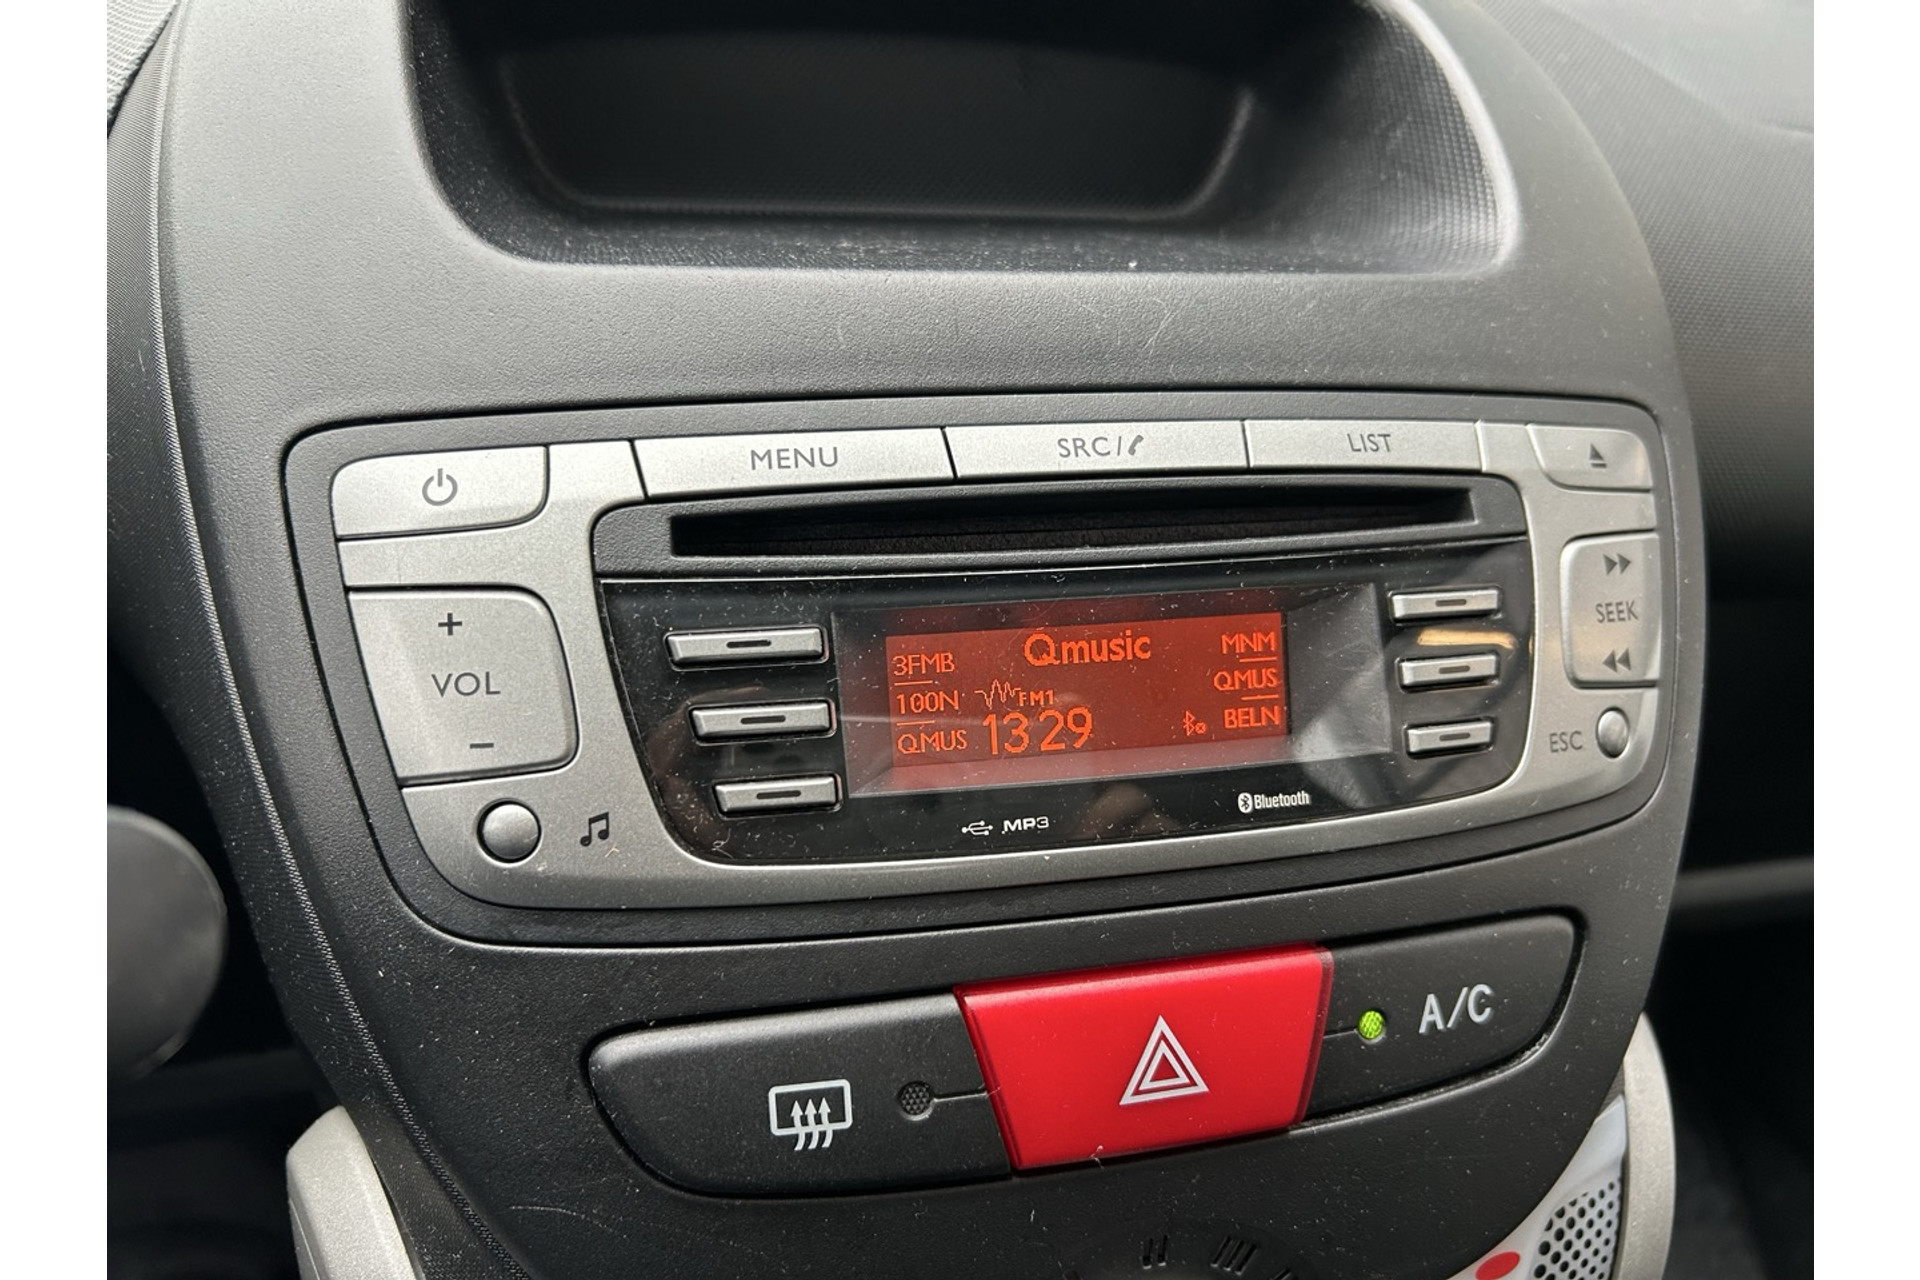 MENU
SRC/
LIST
+
VOL
−
SEEK
ESC
Qmusic
3FMB
MNM
100N
FM1
QMUS
QMUS
13 29
BELN
MP3
Bluetooth
A/C